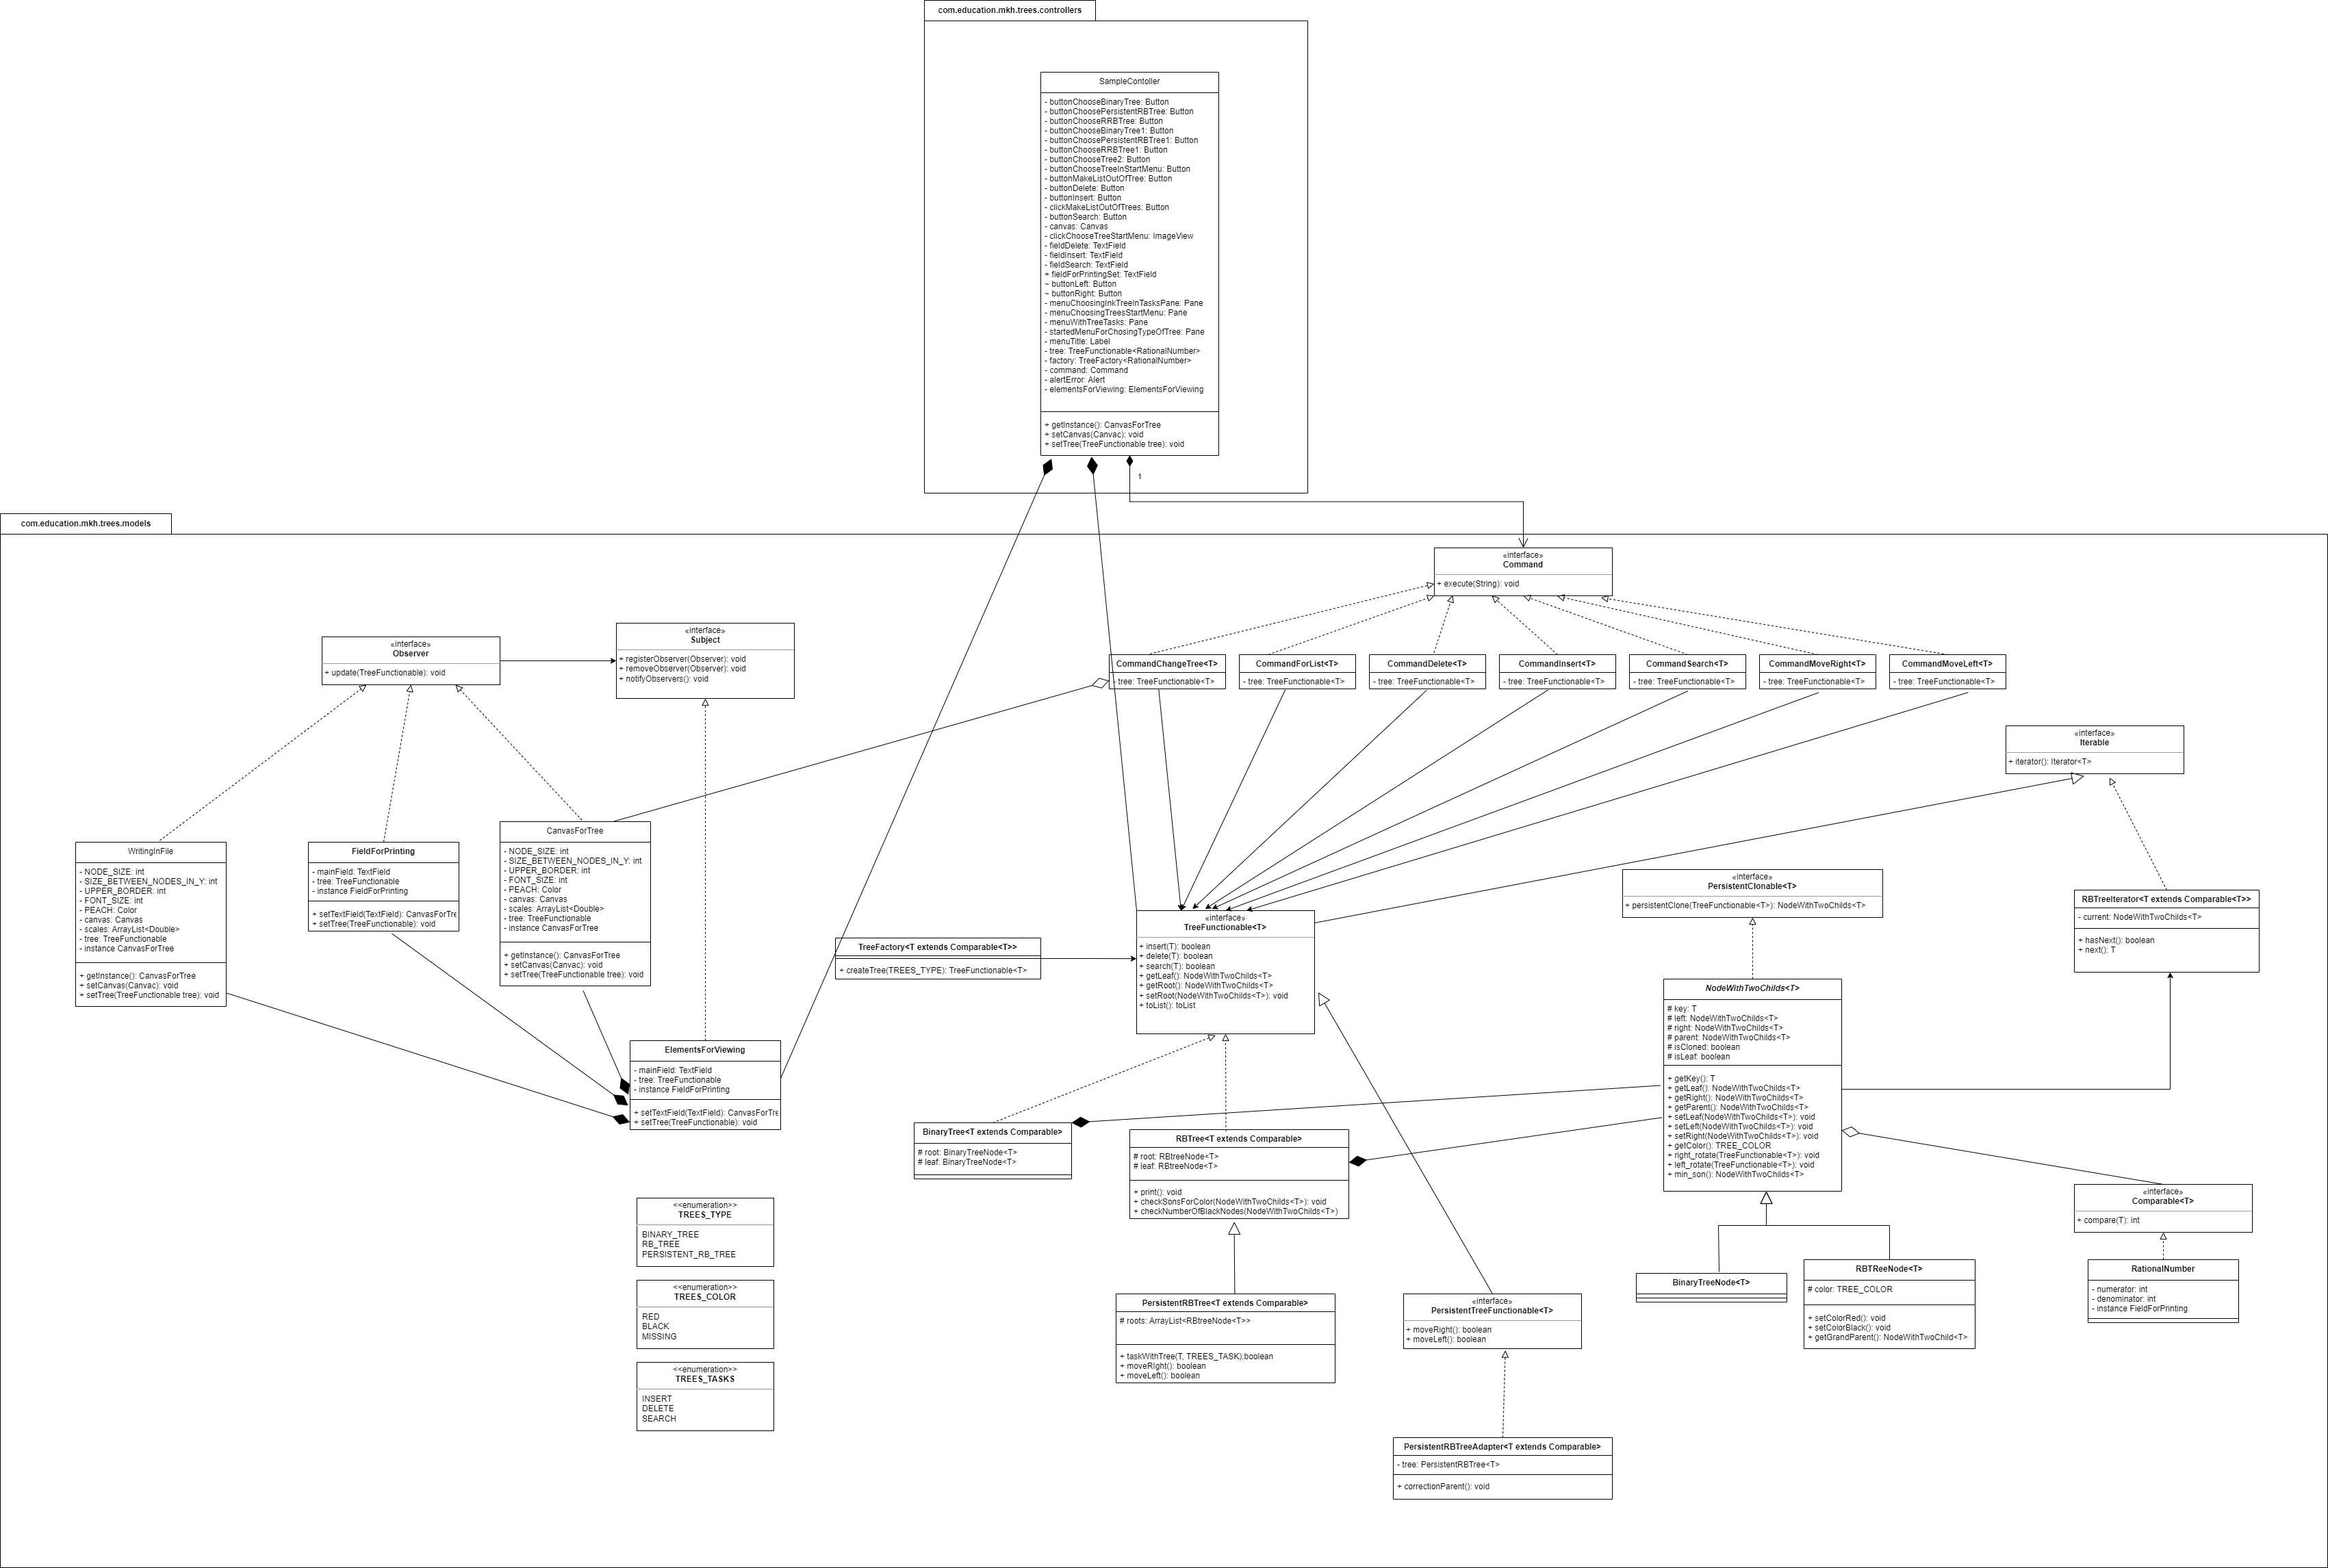 com.education.mkh.trees.controllers
SampleContoller
- buttonChooseBinaryTree: Button
- buttonChoosePersistentRBTree: Button
- buttonChooseRRBTree: Button
- buttonChooseBinaryTree1: Button
- buttonChoosePersistentRBTree1: Button
- buttonChooseRRBTree1: Button
- buttonChooseTree2: Button
- buttonChooseTreeInStartMenu: Button
- buttonMakeListOutOfTree: Button
- buttonDelete: Button
- buttonInsert: Button
- clickMakeListOutOfTrees: Button
- buttonSearch: Button
- canvas: Canvas
- clickChooseTreeStartMenu: ImageView
- fieldDelete: TextField
- fieldInsert: TextField
- fieldSearch: TextField
+ fieldForPrintingSet: TextField
~ buttonLeft: Button
~ buttonRight: Button
- menuChoosingInkTreeInTasksPane: Pane
- menuChoosingTreesStartMenu: Pane
- menuWithTreeTasks: Pane
- startedMenuForChosingTypeOfTree: Pane
- menuTitle: Label
- tree: TreeFunctionable<RationalNumber>
- factory: TreeFactory<RationalNumber>
- command: Command
- alertError: Alert
- elementsForViewing: ElementsForViewing
+ getInstance(): CanvasForTree
+ setCanvas(Canvac): void
+ setTree(TreeFunctionable tree): void
1
com.education.mkh.trees.models
«interface»
Command
+ execute(String): void
«interface»
Observer
+ update(TreeFunctionable): void
«interface»
Subject
+ registerObserver(Observer): void
+ removeObserver(Observer): void
+ notifyObservers(): void
CommandChangeTree<T>
- tree: TreeFunctionable<T>
CommandForList<T>
- tree: TreeFunctionable<T>
CommandDelete<T>
- tree: TreeFunctionable<T>
CommandInsert<T>
- tree: TreeFunctionable<T>
CommandSearch<T>
- tree: TreeFunctionable<T>
CommandMoveRight<T>
- tree: TreeFunctionable<T>
CommandMoveLeft<T>
- tree: TreeFunctionable<T>
«interface»
Iterable
+ iterator(): Iterator<T>
WritingInFile
- NODE_SIZE: int
- SIZE_BETWEEN_NODES_IN_Y: int
- UPPER_BORDER: int
- FONT_SIZE: int
- PEACH: Color
- canvas: Canvas
- scales: ArrayList<Double>
- tree: TreeFunctionable
- instance CanvasForTree
+ getInstance(): CanvasForTree
+ setCanvas(Canvac): void
+ setTree(TreeFunctionable tree): void
FieldForPrinting
- mainField: TextField
- tree: TreeFunctionable
- instance FieldForPrinting
+ setTextField(TextField): CanvasForTre
+ setTree(TreeFunctionable): void
CanvasForTree
- NODE_SIZE: int
- SIZE_BETWEEN_NODES_IN_Y: int
- UPPER_BORDER: int
- FONT_SIZE: int
- PEACH: Color
- canvas: Canvas
- scales: ArrayList<Double>
- tree: TreeFunctionable
- instance CanvasForTree
+ getInstance(): CanvasForTree
+ setCanvas(Canvac): void
+ setTree(TreeFunctionable tree): void
TreeFactory<T extends Comparable<T>>
+ createTree(TREES_TYPE): TreeFunctionable<T>
«interface»
TreeFunctionable<T>
+ insert(T): boolean
+ delete(T): boolean
+ search(T): boolean
+ getLeaf(): NodeWithTwoChilds<T>
+ getRoot(): NodeWithTwoChilds<T>
+ setRoot(NodeWithTwoChilds<T>): void
+ toList(): toList
«interface»
PersistentClonable<T>
+ persistentClone(TreeFunctionable<T>): NodeWithTwoChilds<T>
RBTreeIterator<T extends Comparable<T>>
- current: NodeWithTwoChilds<T>
+ hasNext(): boolean
+ next(): T
NodeWithTwoChilds<T>
# key: T
# left: NodeWithTwoChilds<T>
# right: NodeWithTwoChilds<T>
# parent: NodeWithTwoChilds<T>
# isCloned: boolean
# isLeaf: boolean
+ getKey(): T
+ getLeaf(): NodeWithTwoChilds<T>
+ getRight(): NodeWithTwoChilds<T>
+ getParent(): NodeWithTwoChilds<T>
+ setLeaf(NodeWithTwoChilds<T>): void
+ setLeft(NodeWithTwoChilds<T>): void
+ setRight(NodeWithTwoChilds<T>): void
+ getColor(): TREE_COLOR
+ right_rotate(TreeFunctionable<T>): void
+ left_rotate(TreeFunctionable<T>): void
+ min_son(): NodeWithTwoChilds<T>
ElementsForViewing
- mainField: TextField
- tree: TreeFunctionable
- instance FieldForPrinting
+ setTextField(TextField): CanvasForTre
+ setTree(TreeFunctionable): void
BinaryTree<T extends Comparable>
# root: BinaryTreeNode<T>
# leaf: BinaryTreeNode<T>
RBTree<T extends Comparable>
# root: RBtreeNode<T>
# leaf: RBtreeNode<T>
+ print(): void
+ checkSonsForColor(NodeWithTwoChilds<T>): void
+ checkNumberOfBlackNodes(NodeWithTwoChilds<T>)
«interface»
Comparable<T>
+ compare(T): int
<<enumeration>>
TREES_TYPE
BINARY_TREE
RB_TREE
PERSISTENT_RB_TREE
<<enumeration>>
TREES_COLOR
RED
BLACK
MISSING
<<enumeration>>
TREES_TASKS
INSERT
DELETE
SEARCH
PersistentRBTree<T extends Comparable>
# roots: ArrayList<RBtreeNode<T>>
+ taskWithTree(T, TREES_TASK):boolean
+ moveRIght(): boolean
+ moveLeft(): boolean
«interface»
PersistentTreeFunctionable<T>
+ moveRight(): boolean
+ moveLeft(): boolean
BinaryTreeNode<T>
RBTReeNode<T>
# color: TREE_COLOR
+ setColorRed(): void
+ setColorBlack(): void
+ getGrandParent(): NodeWithTwoChild<T>
RationalNumber
- numerator: int
- denominator: int
- instance FieldForPrinting
PersistentRBTreeAdapter<T extends Comparable>
- tree: PersistentRBTree<T>
+ correctionParent(): void